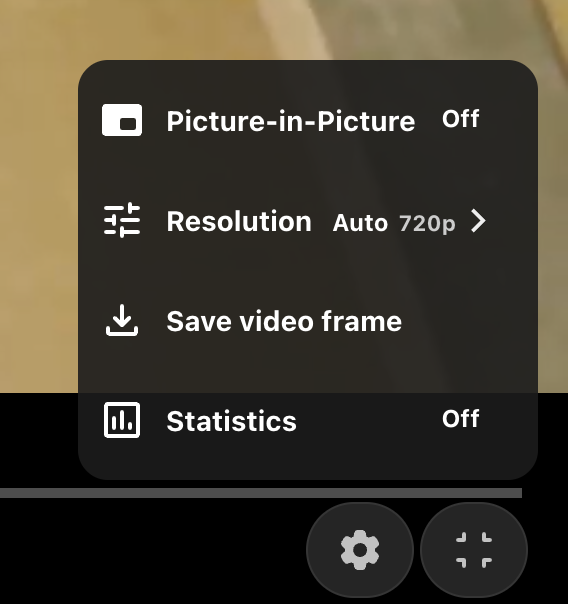 Picture-in-Picture Off
Resolution Auto 720p
Save video frame
Statistics Off